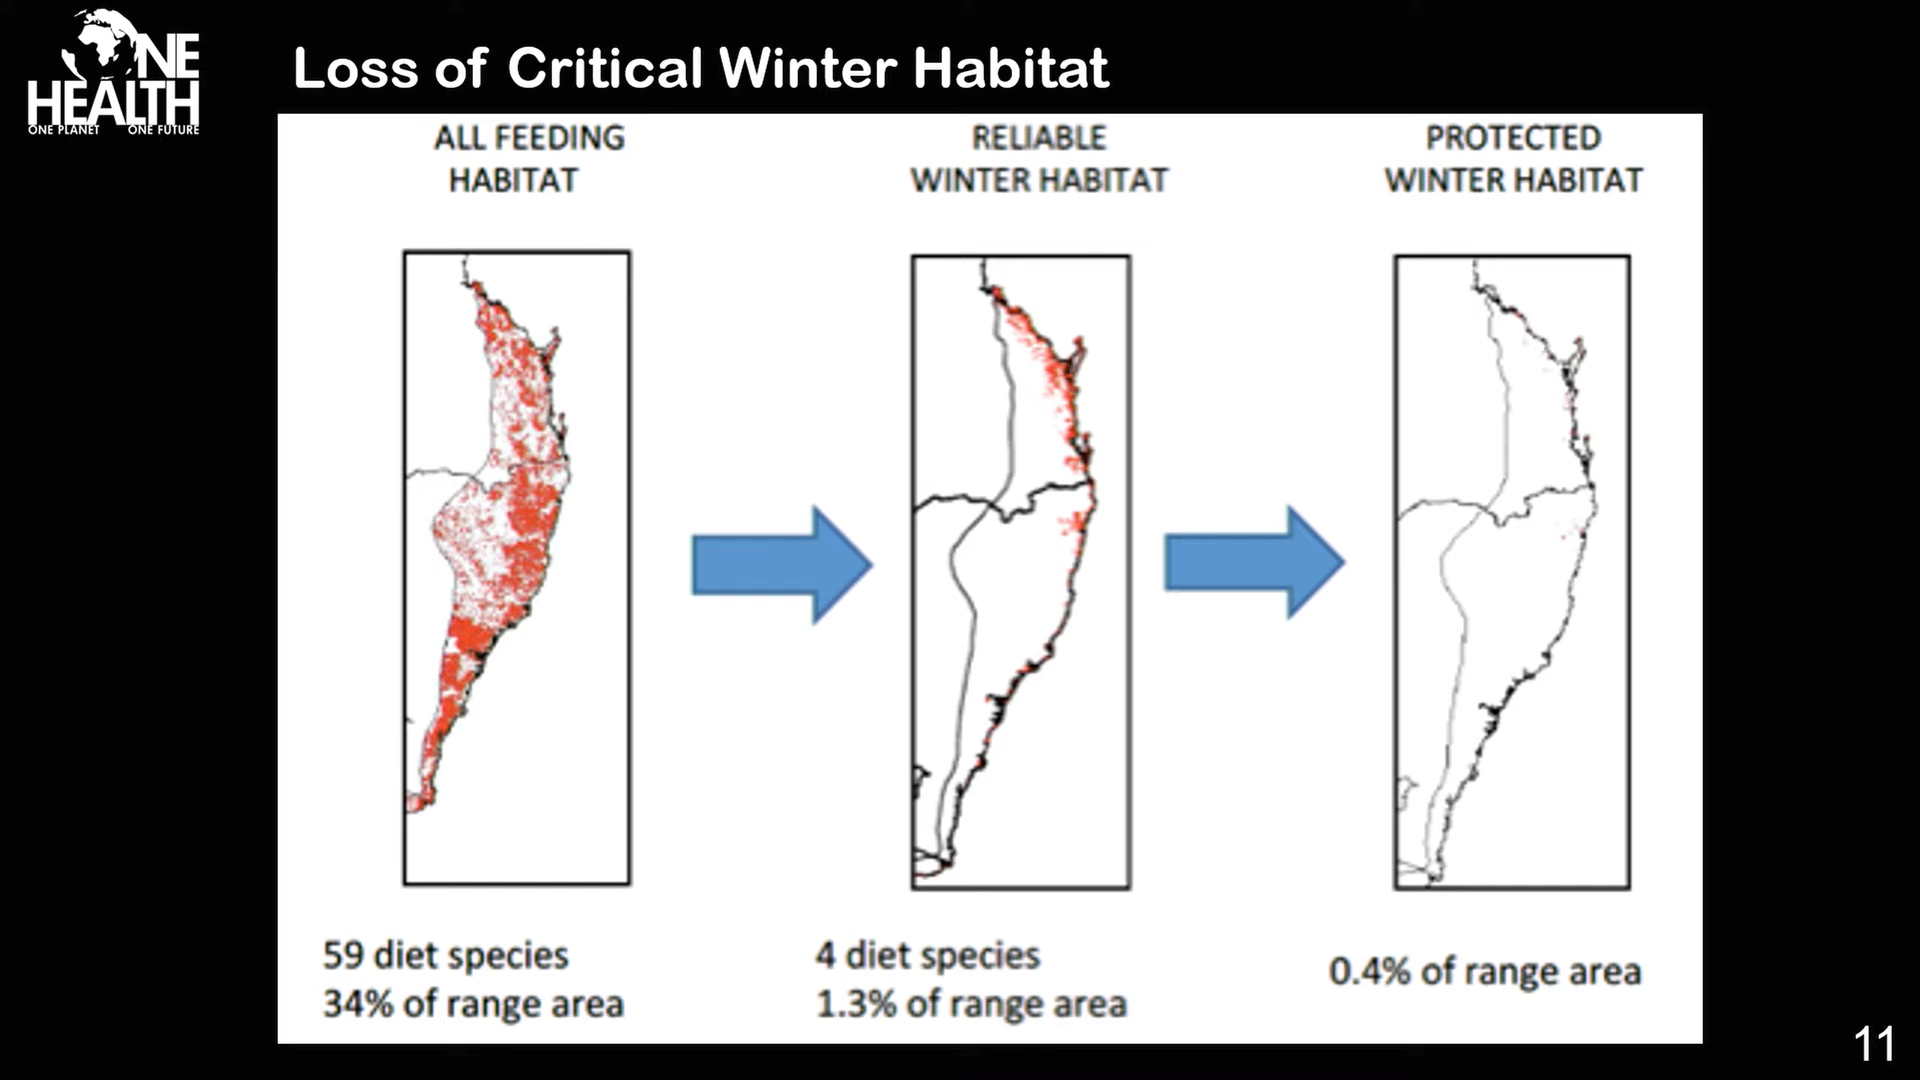 ONE
HEALTH
ONE PLANET ONE FUTURE
Loss of Critical Winter Habitat
ALL FEEDING
HABITAT
RELIABLE
WINTER HABITAT
PROTECTED
WINTER HABITAT
59 diet species
34% of range area
4 diet species
1.3% of range area
0.4% of range area
11